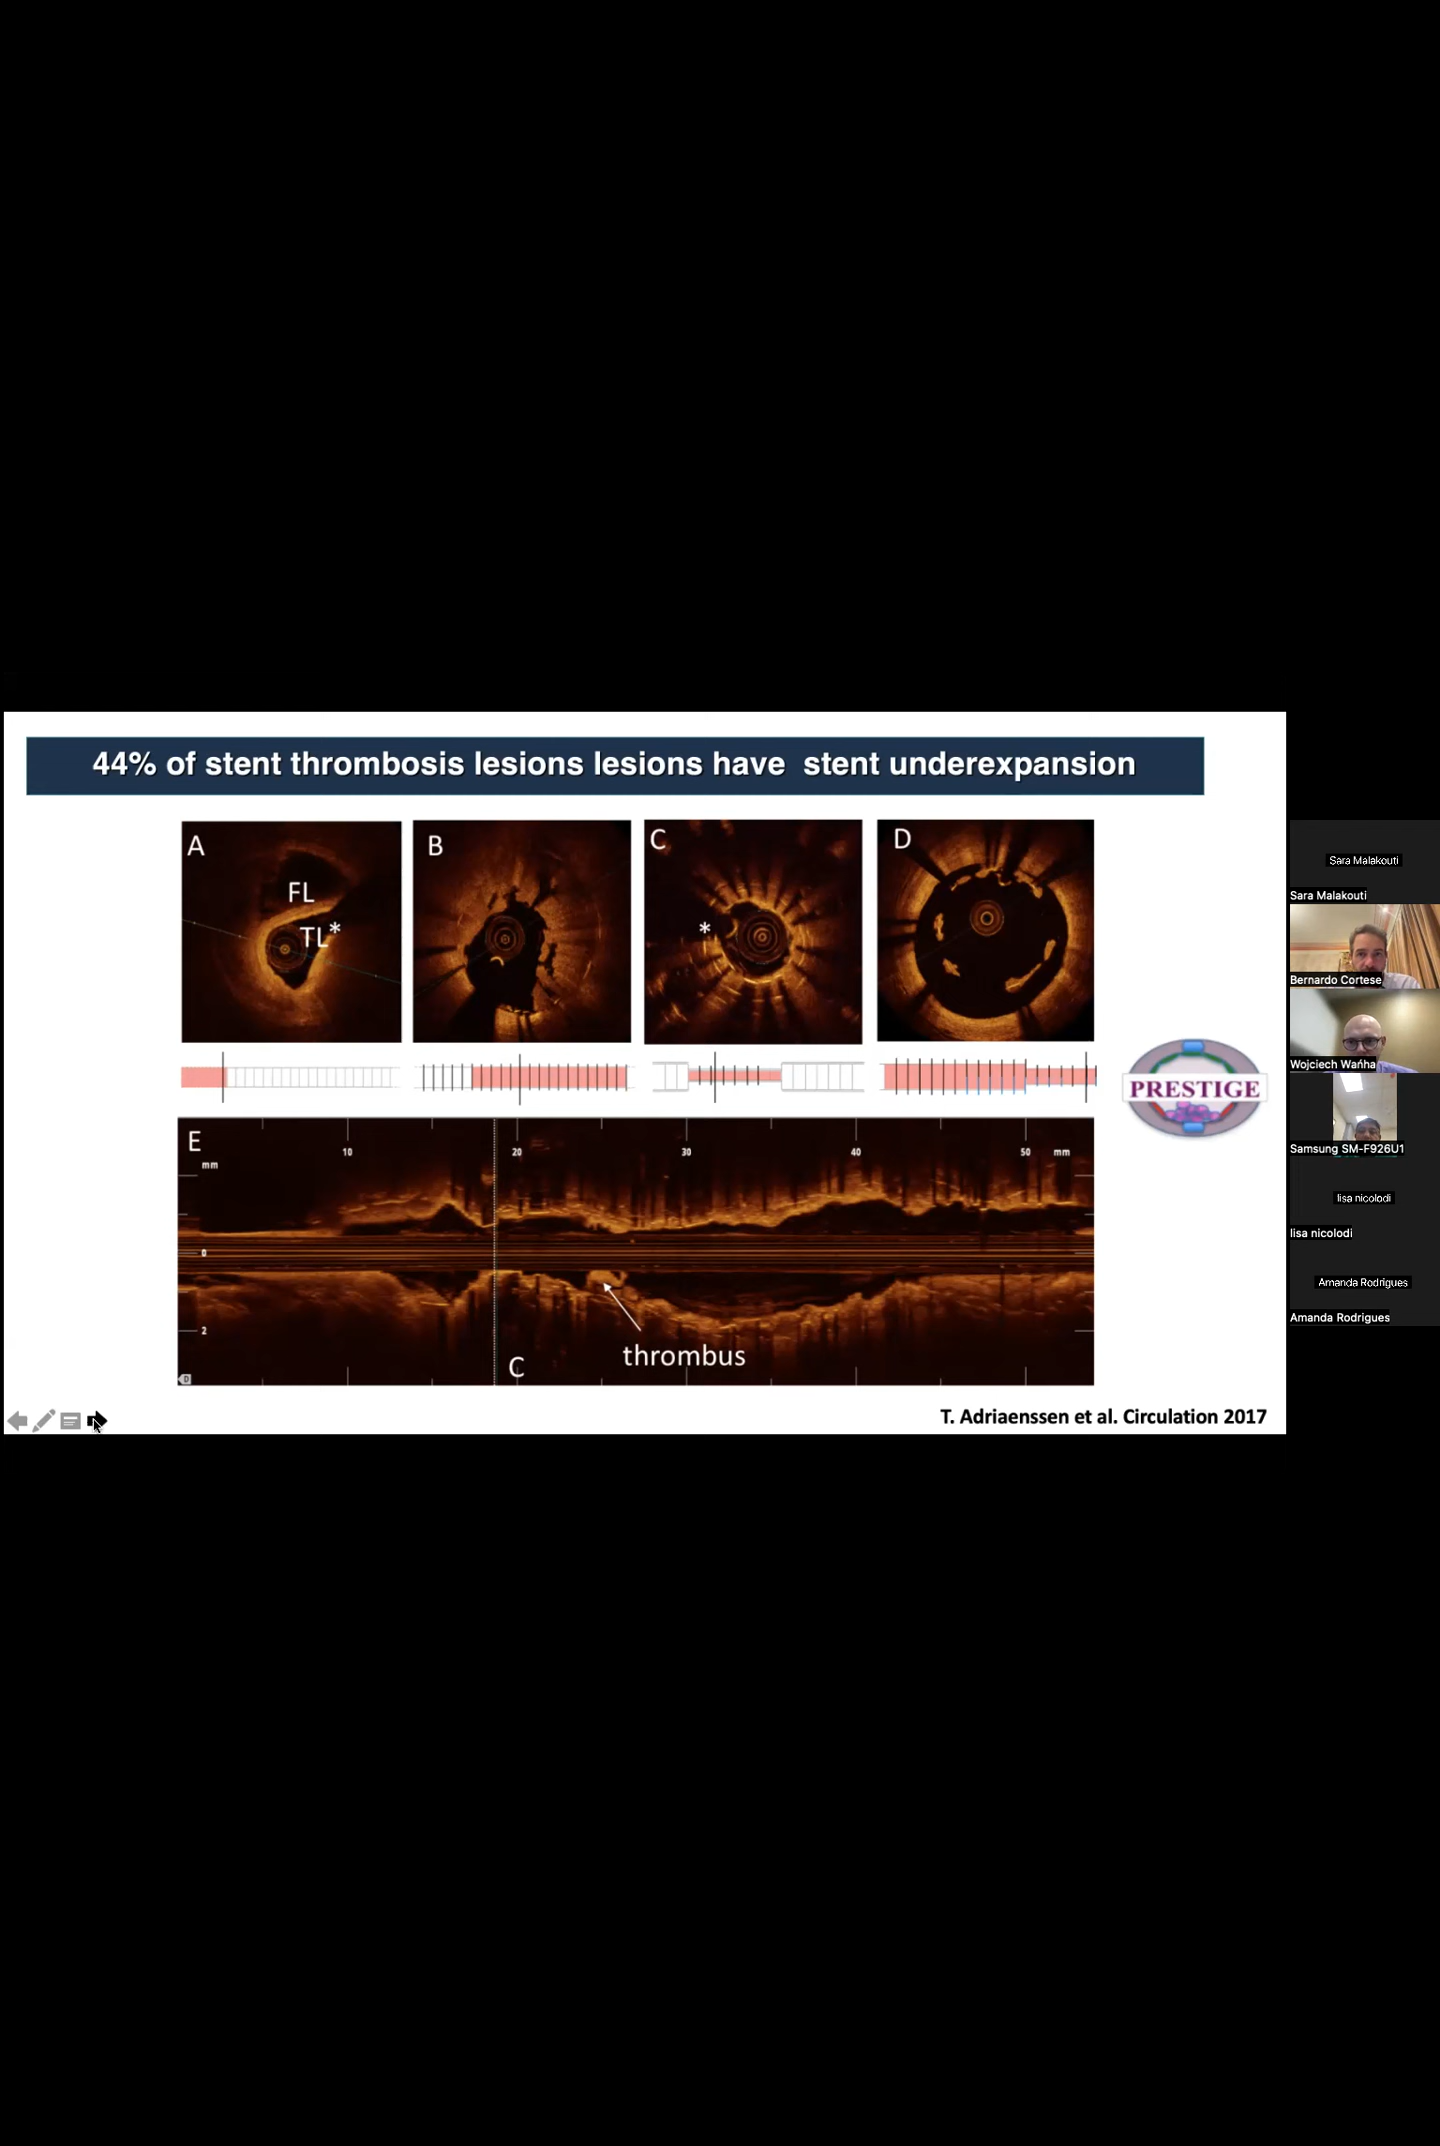 44% of stent thrombosis lesions lesions have  stent underexpansion
A
FL
TL*
B
C
*
D
PRESTIGE
E
mm
10
20
30
40
50
mm
0
2
thrombus
C
D
T. Adriaenssen et al. Circulation 2017
Sara Malakouti
Sara Malakouti
Bernardo Cortese
Wojciech Wańha
Samsung SM-F926U1
lisa nicolodi
lisa nicolodi
Amanda Rodrigues
Amanda Rodrigues